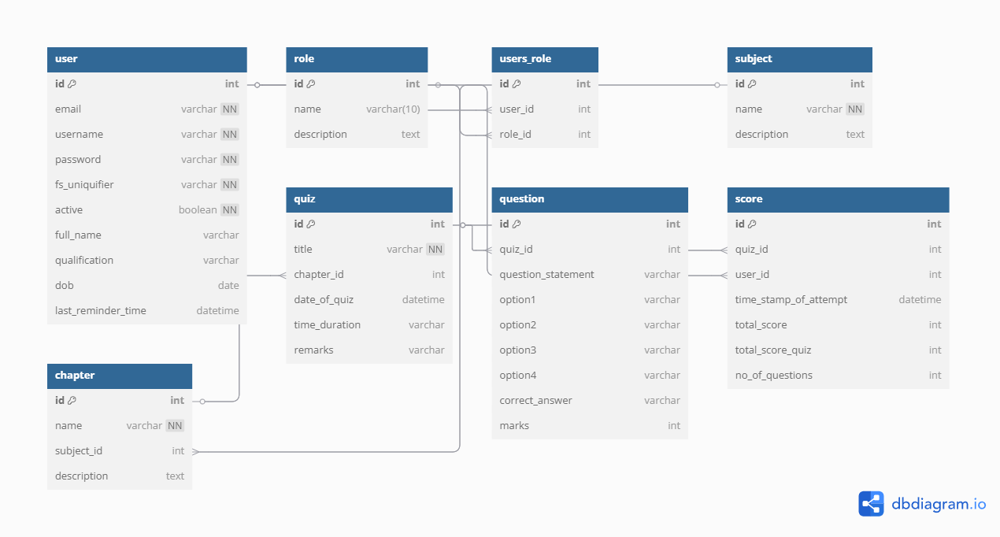 user
id int
email varchar NN
username varchar NN
password varchar NN
fs_uniquifier varchar NN
active boolean NN
full_name varchar
qualification varchar
dob date
last_reminder_time datetime
role
id int
name varchar(10)
description text
users_role
id int
user_id int
role_id int
subject
id int
name varchar NN
description text
quiz
id int
title varchar NN
chapter_id int
date_of_quiz datetime
time_duration varchar
remarks varchar
question
id int
quiz_id int
question_statement varchar
option1 varchar
option2 varchar
option3 varchar
option4 varchar
correct_answer varchar
marks int
score
id int
quiz_id int
user_id int
time_stamp_of_attempt datetime
total_score int
total_score_quiz int
no_of_questions int
chapter
id int
name varchar NN
subject_id int
description text
dbdiagram.io